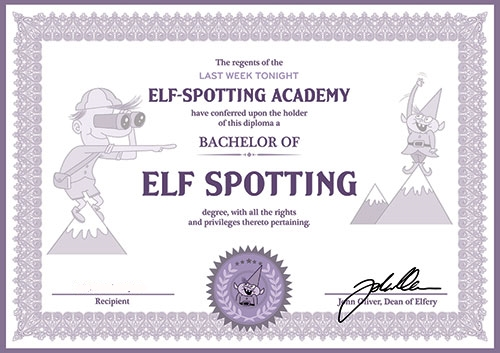 The regents of the
LAST WEEK TONIGHT
ELF-SPOTTING ACADEMY
have conferred upon the holder
of this diploma a
BACHELOR OF
ELF SPOTTING
degree, with all the rights
and privileges thereto pertaining.
Recipient
John Oliver, Dean of Elfery